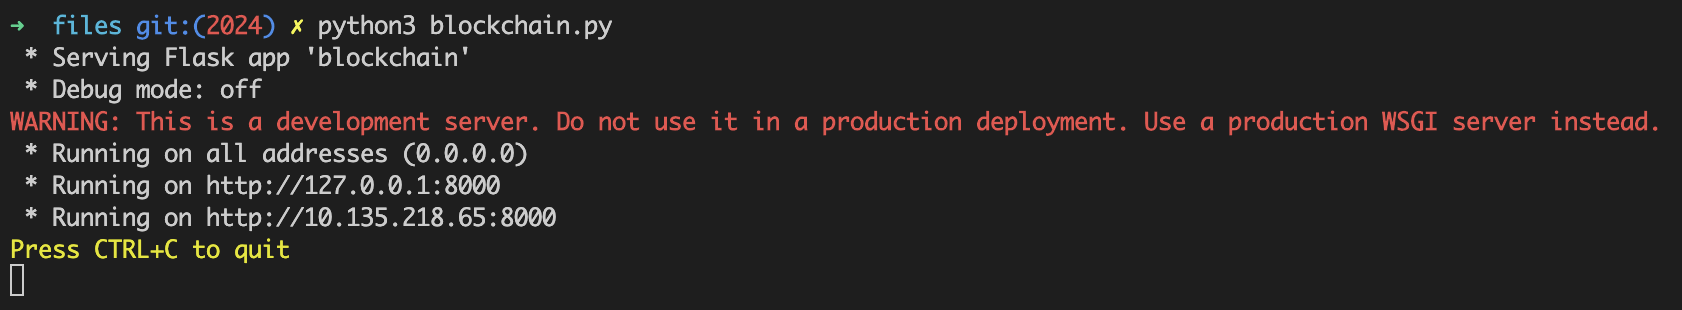 → files git:(2024) ✗ python3 blockchain.py
* Serving Flask app 'blockchain'
* Debug mode: off
WARNING: This is a development server. Do not use it in a production deployment. Use a production WSGI server instead.
* Running on all addresses (0.0.0.0)
* Running on http://127.0.0.1:8000
* Running on http://10.135.218.65:8000
Press CTRL+C to quit